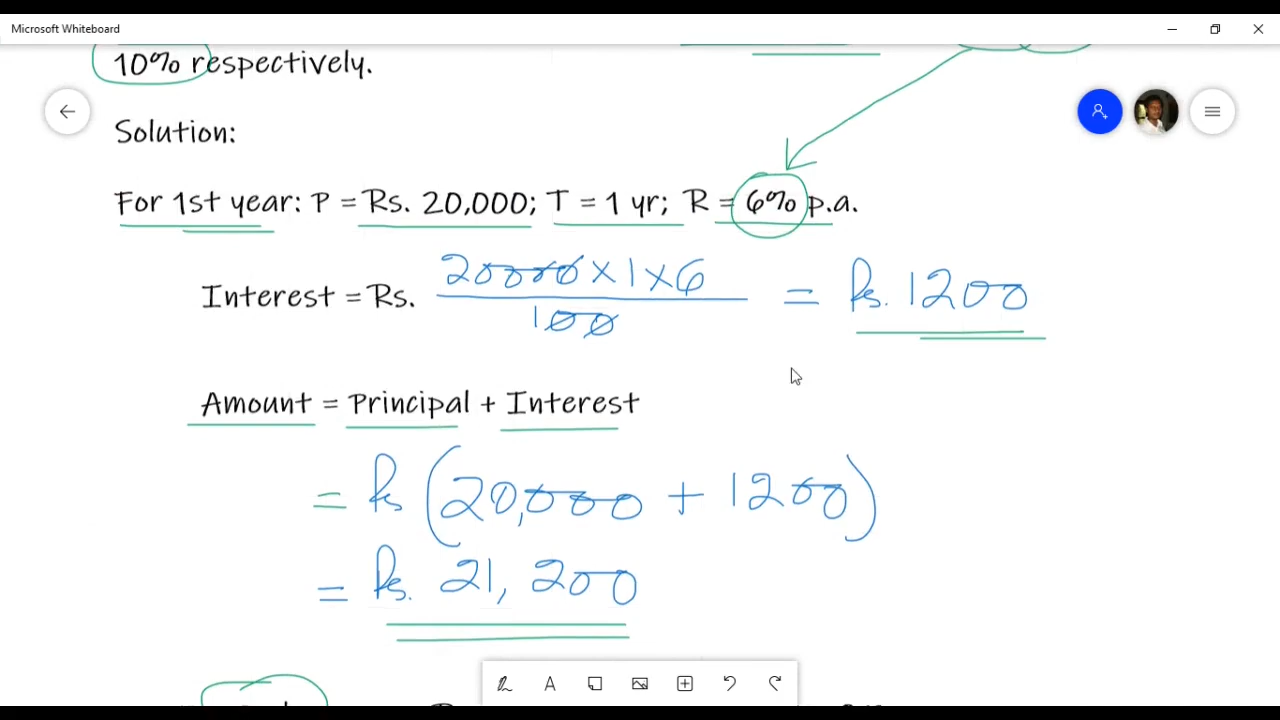 Microsoft Whiteboard
10% respectively.
Solution:
For 1st year: P = Rs. 20,000; T = 1 yr; R = 6% p.a.
Interest = Rs. 20000 × 1 × 6 / 100 = Rs. 1200
Amount = Principal + Interest
= Rs (20,000 + 1200)
= Rs. 21, 200